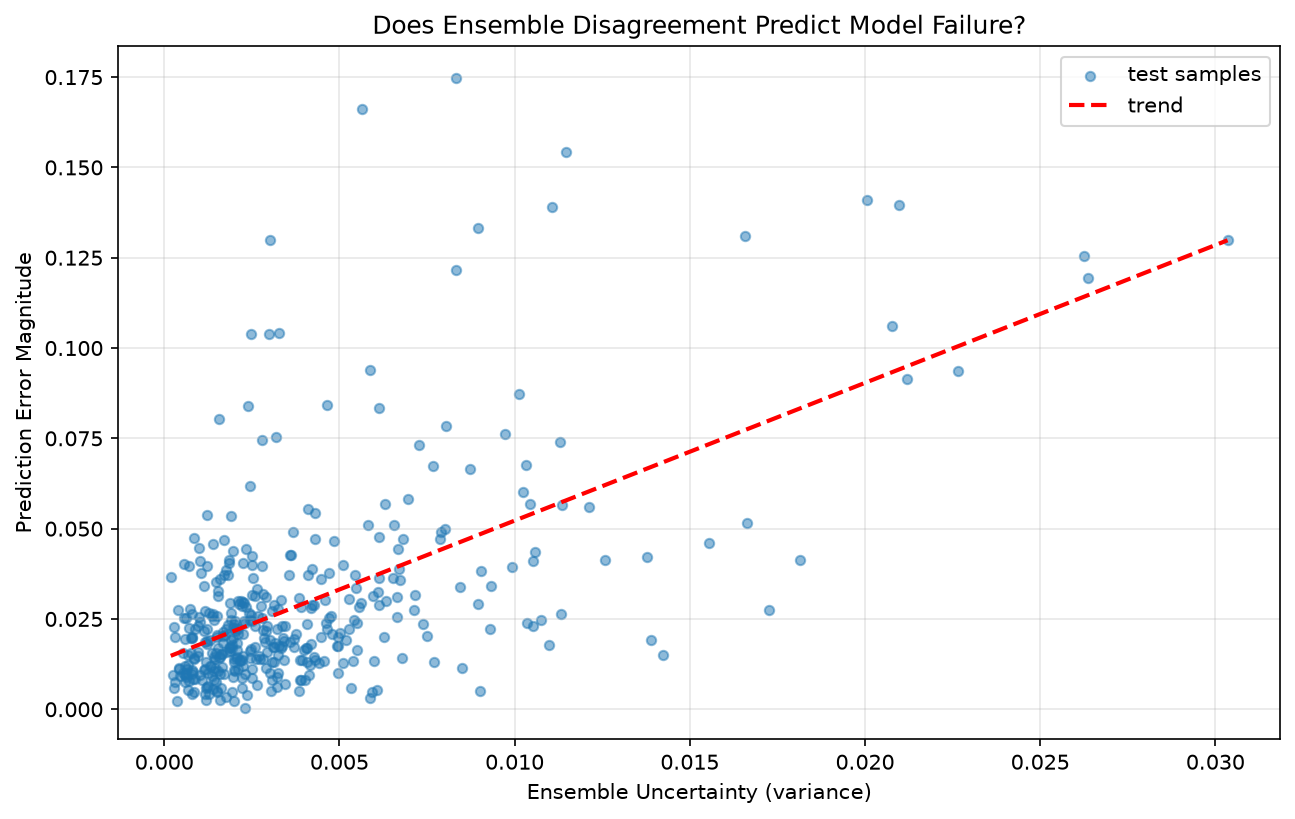 Does Ensemble Disagreement Predict Model Failure?
test samples
trend
Prediction Error Magnitude
0.175
0.150
0.125
0.100
0.075
0.050
0.025
0.000
0.000 0.005 0.010 0.015 0.020 0.025 0.030
Ensemble Uncertainty (variance)